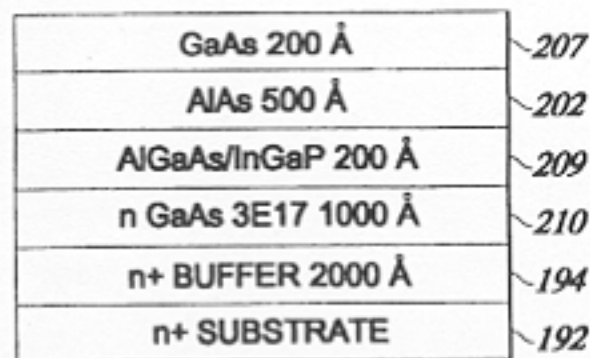 GaAs 200 Å 207
AlAs 500 Å 202
AlGaAs/InGaP 200 Å 209
n GaAs 3E17 1000 Å 210
n+ BUFFER 2000 Å 194
n+ SUBSTRATE 192